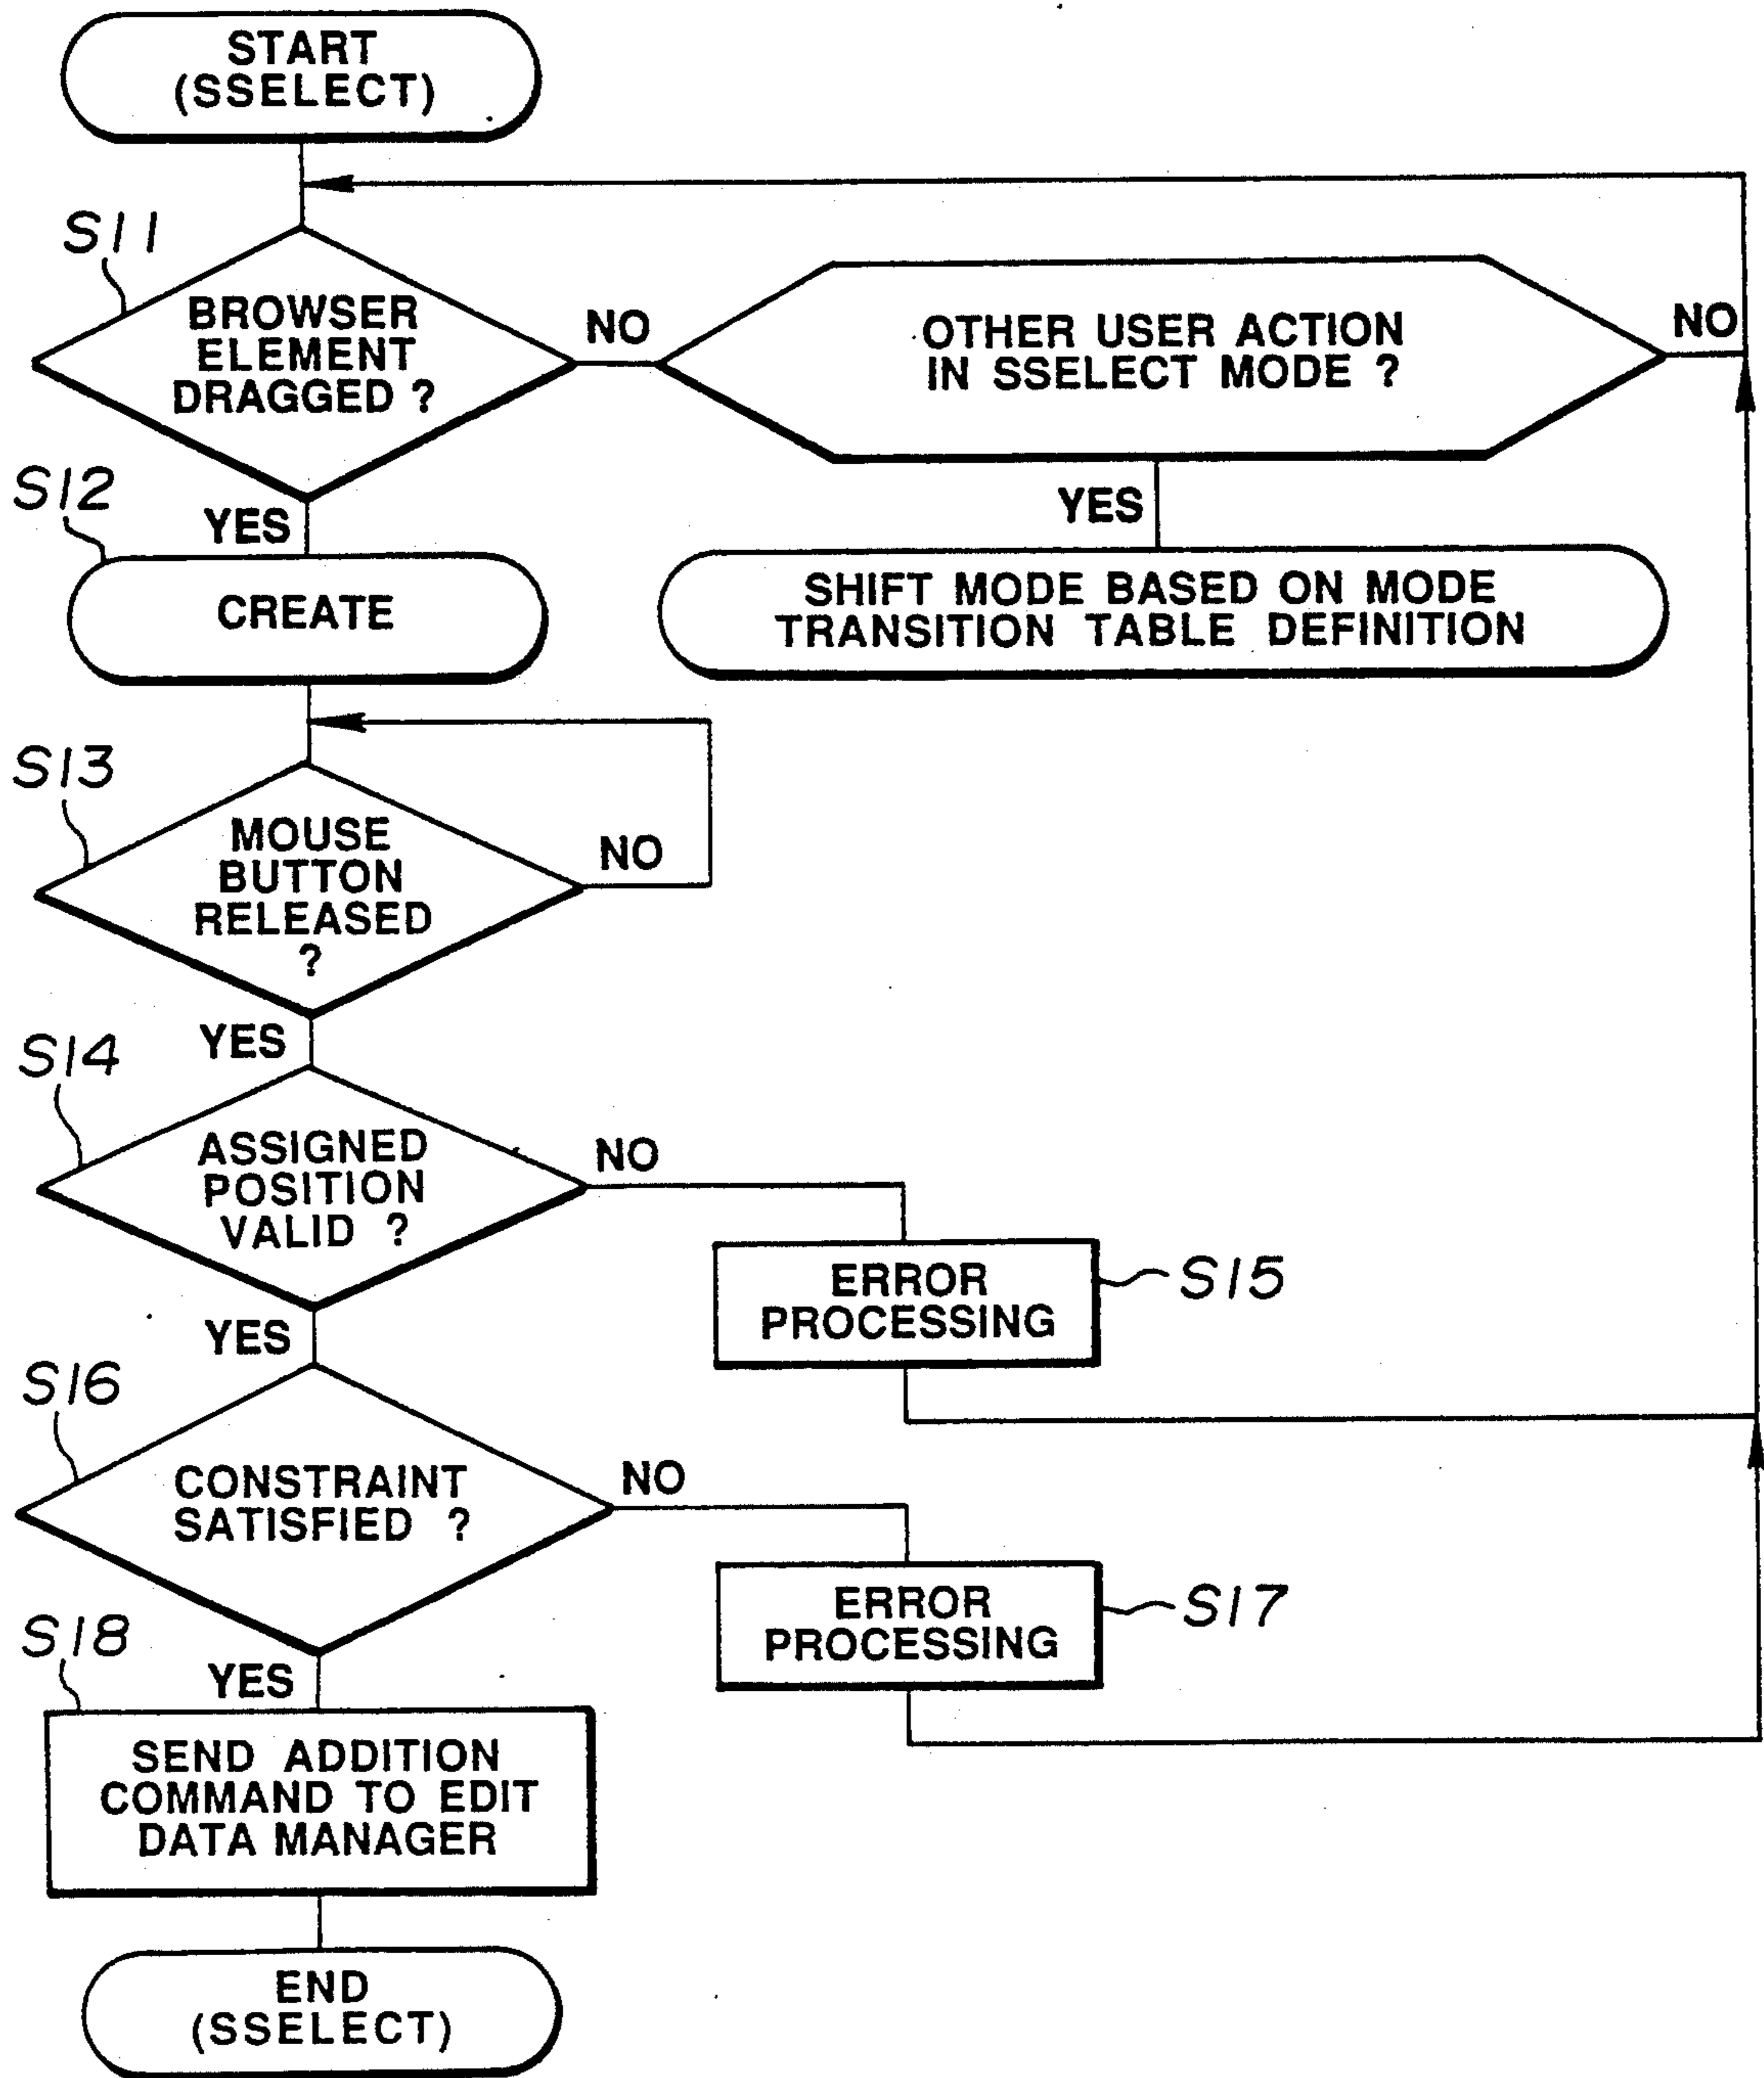 START
(SSELECT)
S11
BROWSER
ELEMENT
DRAGGED ?
NO
OTHER USER ACTION
IN SSELECT MODE ?
NO
YES
S12
YES
CREATE
SHIFT MODE BASED ON MODE
TRANSITION TABLE DEFINITION
S13
MOUSE
BUTTON
RELEASED
?
NO
YES
S14
ASSIGNED
POSITION
VALID ?
NO
ERROR
PROCESSING
S15
YES
S16
CONSTRAINT
SATISFIED ?
NO
ERROR
PROCESSING
S17
YES
S18
SEND ADDITION
COMMAND TO EDIT
DATA MANAGER
END
(SSELECT)